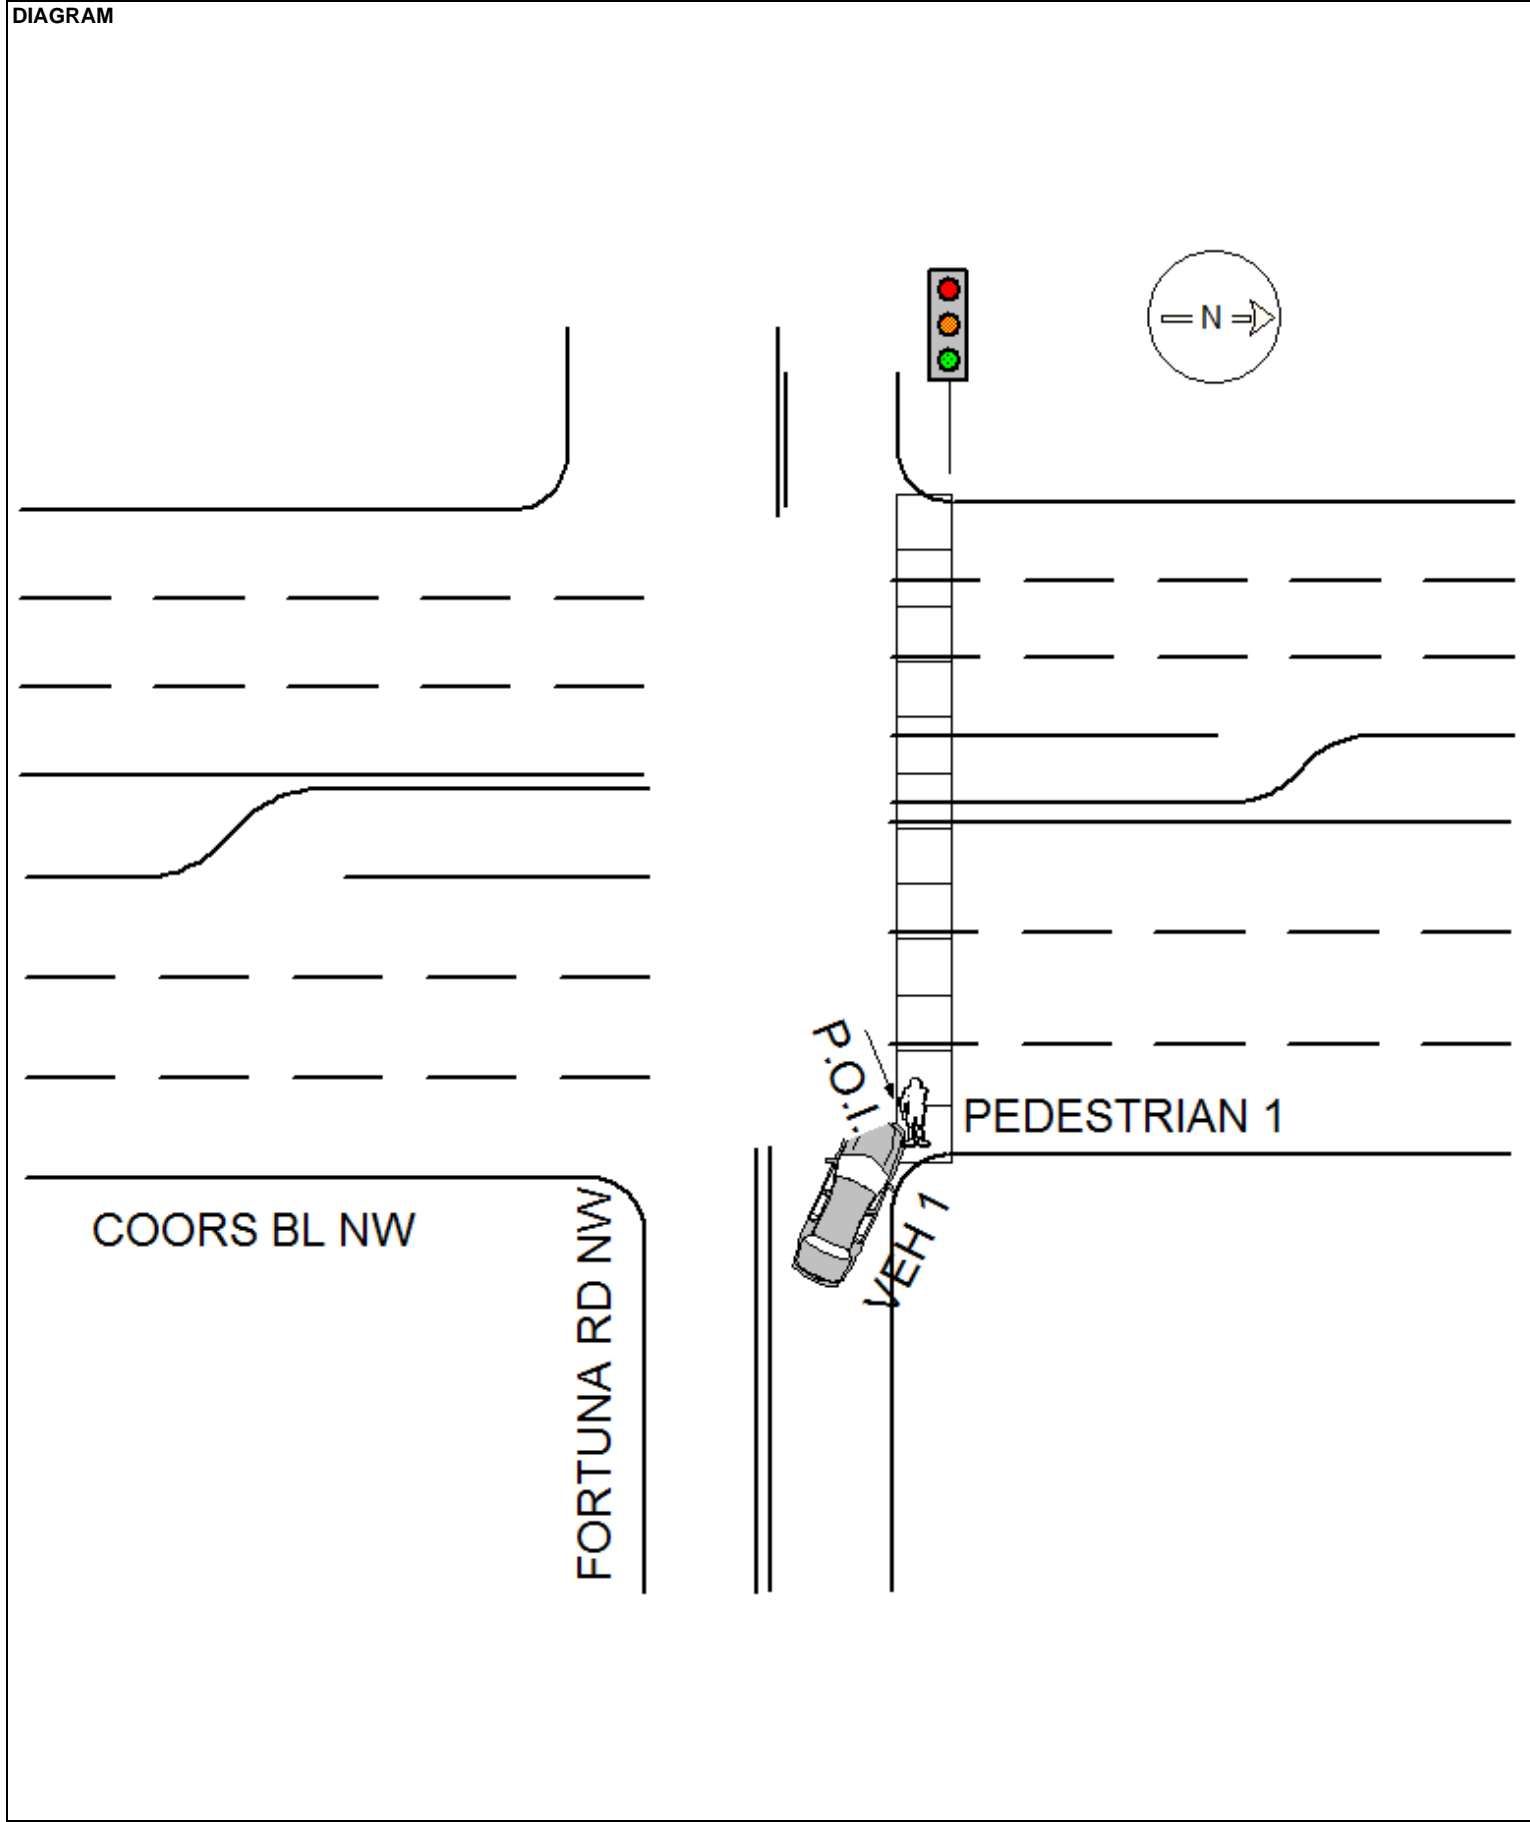 DIAGRAM
N
P.O.I.
PEDESTRIAN 1
VEH 1
COORS BL NW
FORTUNA RD NW